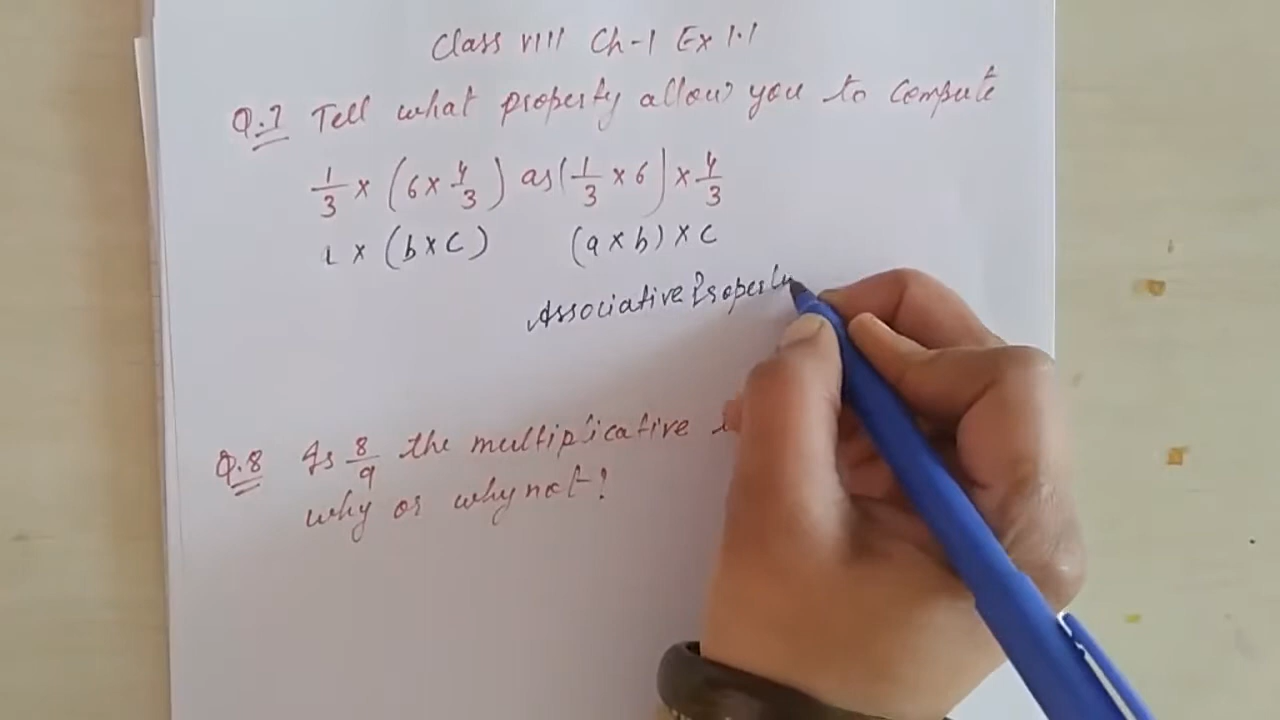 Class VIII Ch-1 Ex 1.1
Q.7 Tell what property allow you to compute
1/3 × (6 × 4/3) as (1/3 × 6) × 4/3
a × (b × c) (a × b) × c
Associative Property
Q.8 Is 8/9 the multiplicative
why or why not?